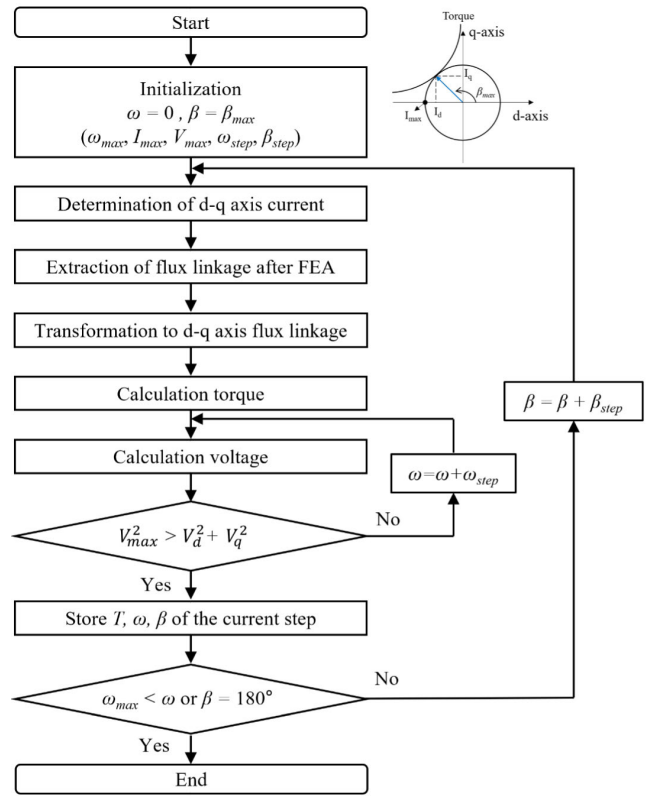 Start
Initialization
ω = 0 , β = βmax
(ωmax, Imax, Vmax, ωstep, βstep)
Torque
q-axis
Iq
βmax
Imax
Id
d-axis
Determination of d-q axis current
Extraction of flux linkage after FEA
Transformation to d-q axis flux linkage
Calculation torque
β = β + βstep
Calculation voltage
ω=ω+ωstep
V²max > V²d + V²q
No
Yes
Store T, ω, β of the current step
ωmax < ω or β = 180°
No
Yes
End